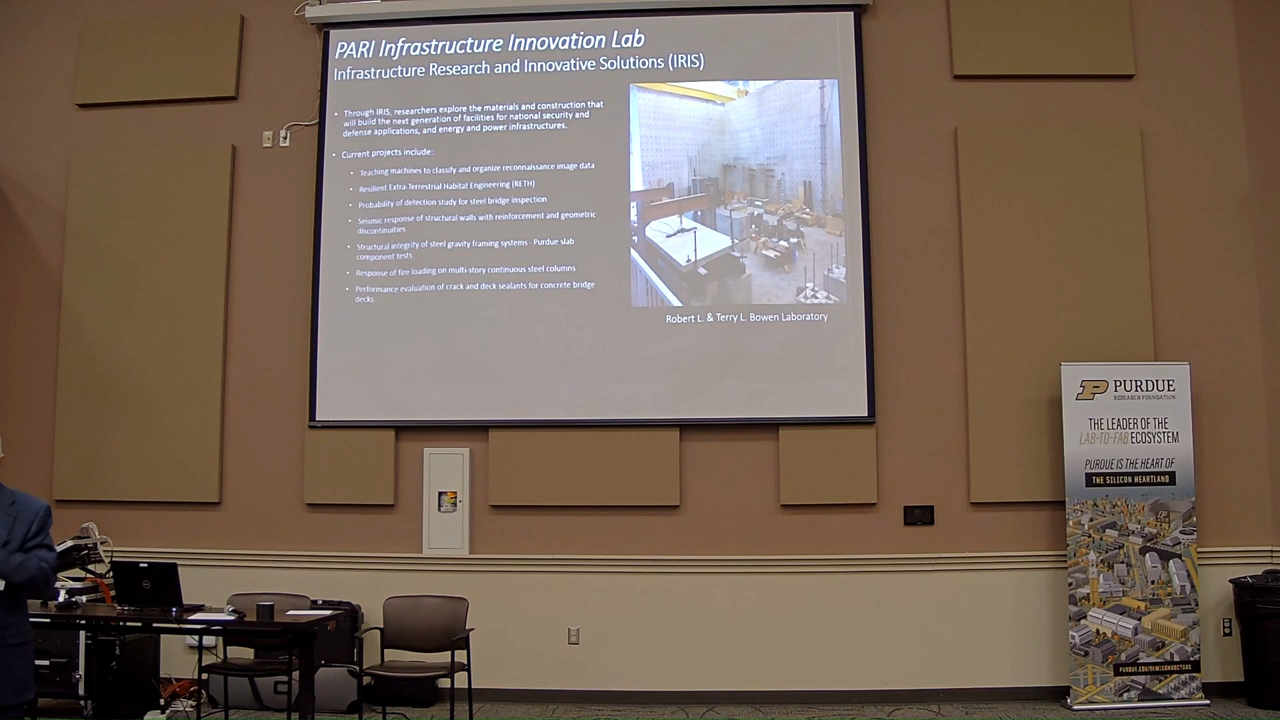 PARI Infrastructure Innovation Lab
Infrastructure Research and Innovative Solutions (IRIS)
• Through IRIS, researchers explore the materials and construction that
will build the next generation of facilities for national security and
defense applications, and energy and power infrastructures.
• Current projects include:
• Teaching machines to classify and organize reconnaissance image data
• Resilient Extra-Terrestrial Habitat Engineering (RETH)
• Probability of detection study for steel bridge inspection
• Seismic response of structural walls with reinforcement and geometric
discontinuities
• Structural integrity of steel gravity framing systems - Purdue slab
component tests
• Response of fire loading on multi-story continuous steel columns
• Performance evaluation of crack and deck sealants for concrete bridge
decks
Robert L. & Terry L. Bowen Laboratory
P PURDUE
RESEARCH FOUNDATION
THE LEADER OF THE
LAB-TO-FAB ECOSYSTEM
PURDUE IS THE HEART OF
THE SILICON HEARTLAND
PURDUE.EDU/SEMICONDUCTORS